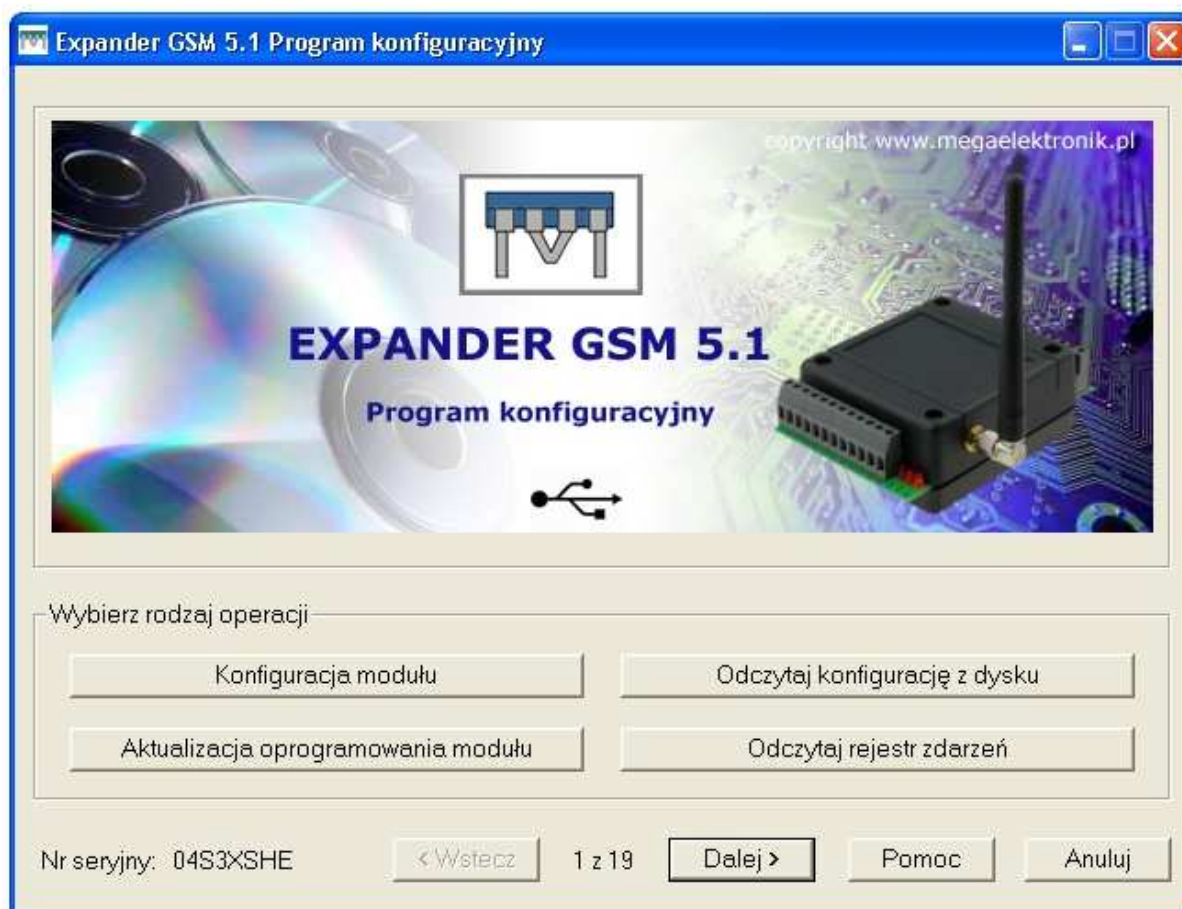 Expander GSM 5.1 Program konfiguracyjny
copyright www.megaelektronik.pl
EXPANDER GSM 5.1
Program konfiguracyjny
Wybierz rodzaj operacji
Konfiguracja modułu
Odczytaj konfigurację z dysku
Aktualizacja oprogramowania modułu
Odczytaj rejestr zdarzeń
Nr seryjny: 04S3XSHE < Wstecz 1 z 19 Dalej > Pomoc Anuluj